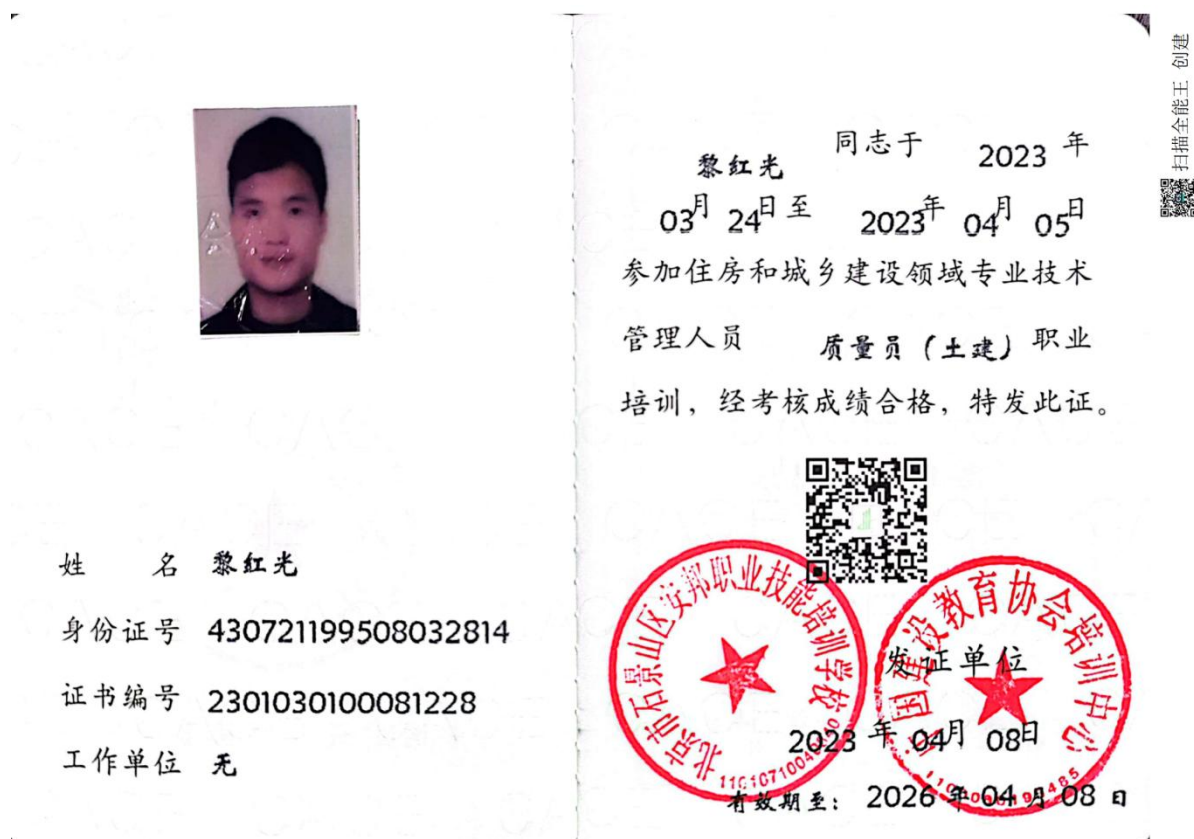 黎红光 同志于 2023 年
03月 24日至 2023年 04月 05日
参加住房和城乡建设领域专业技术
管理人员 质量员（土建）职业
培训，经考核成绩合格，特发此证。
姓 名 黎红光
身份证号 430721199508032814
证书编号 2301030100081228
工作单位 无
北京市石景山区安邦职业技能培训学校
中国建设教育协会培训中心
发证单位
2023 年 04月 08日
有效期至： 2026 年 04 月 08 日
扫描全能王 创建